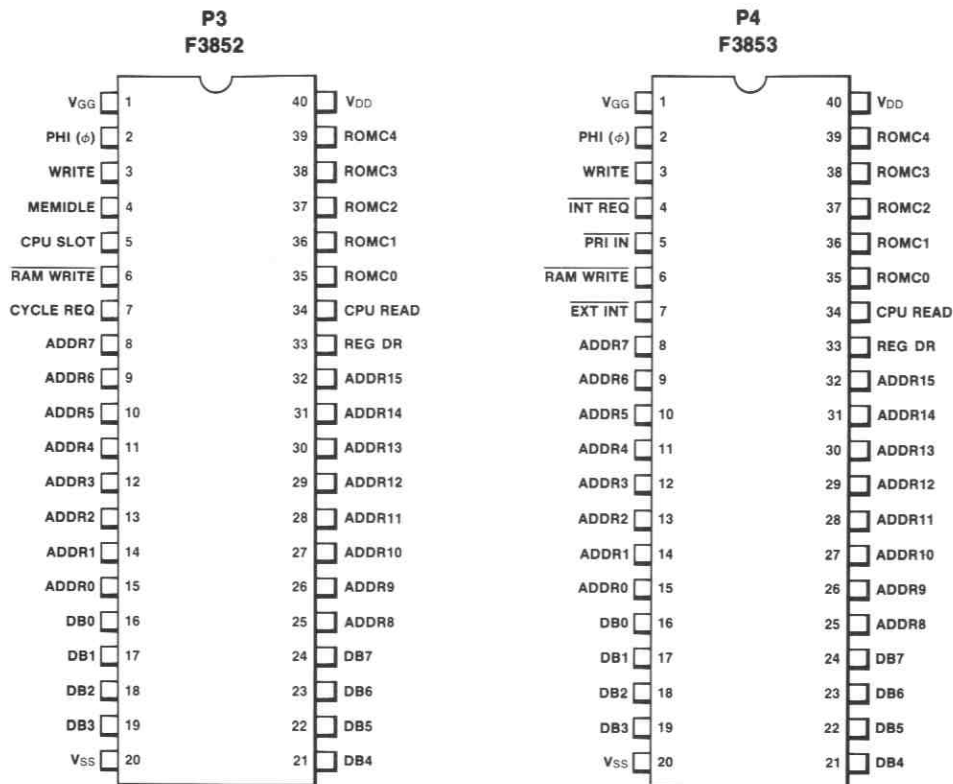 P3
F3852
VGG 1 40 VDD
PHI (ϕ) 2 39 ROMC4
WRITE 3 38 ROMC3
MEMIDLE 4 37 ROMC2
CPU SLOT 5 36 ROMC1
RAM WRITE 6 35 ROMC0
CYCLE REQ 7 34 CPU READ
ADDR7 8 33 REG DR
ADDR6 9 32 ADDR15
ADDR5 10 31 ADDR14
ADDR4 11 30 ADDR13
ADDR3 12 29 ADDR12
ADDR2 13 28 ADDR11
ADDR1 14 27 ADDR10
ADDR0 15 26 ADDR9
DB0 16 25 ADDR8
DB1 17 24 DB7
DB2 18 23 DB6
DB3 19 22 DB5
VSS 20 21 DB4
P4
F3853
VGG 1 40 VDD
PHI (ϕ) 2 39 ROMC4
WRITE 3 38 ROMC3
INT REQ 4 37 ROMC2
PRI IN 5 36 ROMC1
RAM WRITE 6 35 ROMC0
EXT INT 7 34 CPU READ
ADDR7 8 33 REG DR
ADDR6 9 32 ADDR15
ADDR5 10 31 ADDR14
ADDR4 11 30 ADDR13
ADDR3 12 29 ADDR12
ADDR2 13 28 ADDR11
ADDR1 14 27 ADDR10
ADDR0 15 26 ADDR9
DB0 16 25 ADDR8
DB1 17 24 DB7
DB2 18 23 DB6
DB3 19 22 DB5
VSS 20 21 DB4